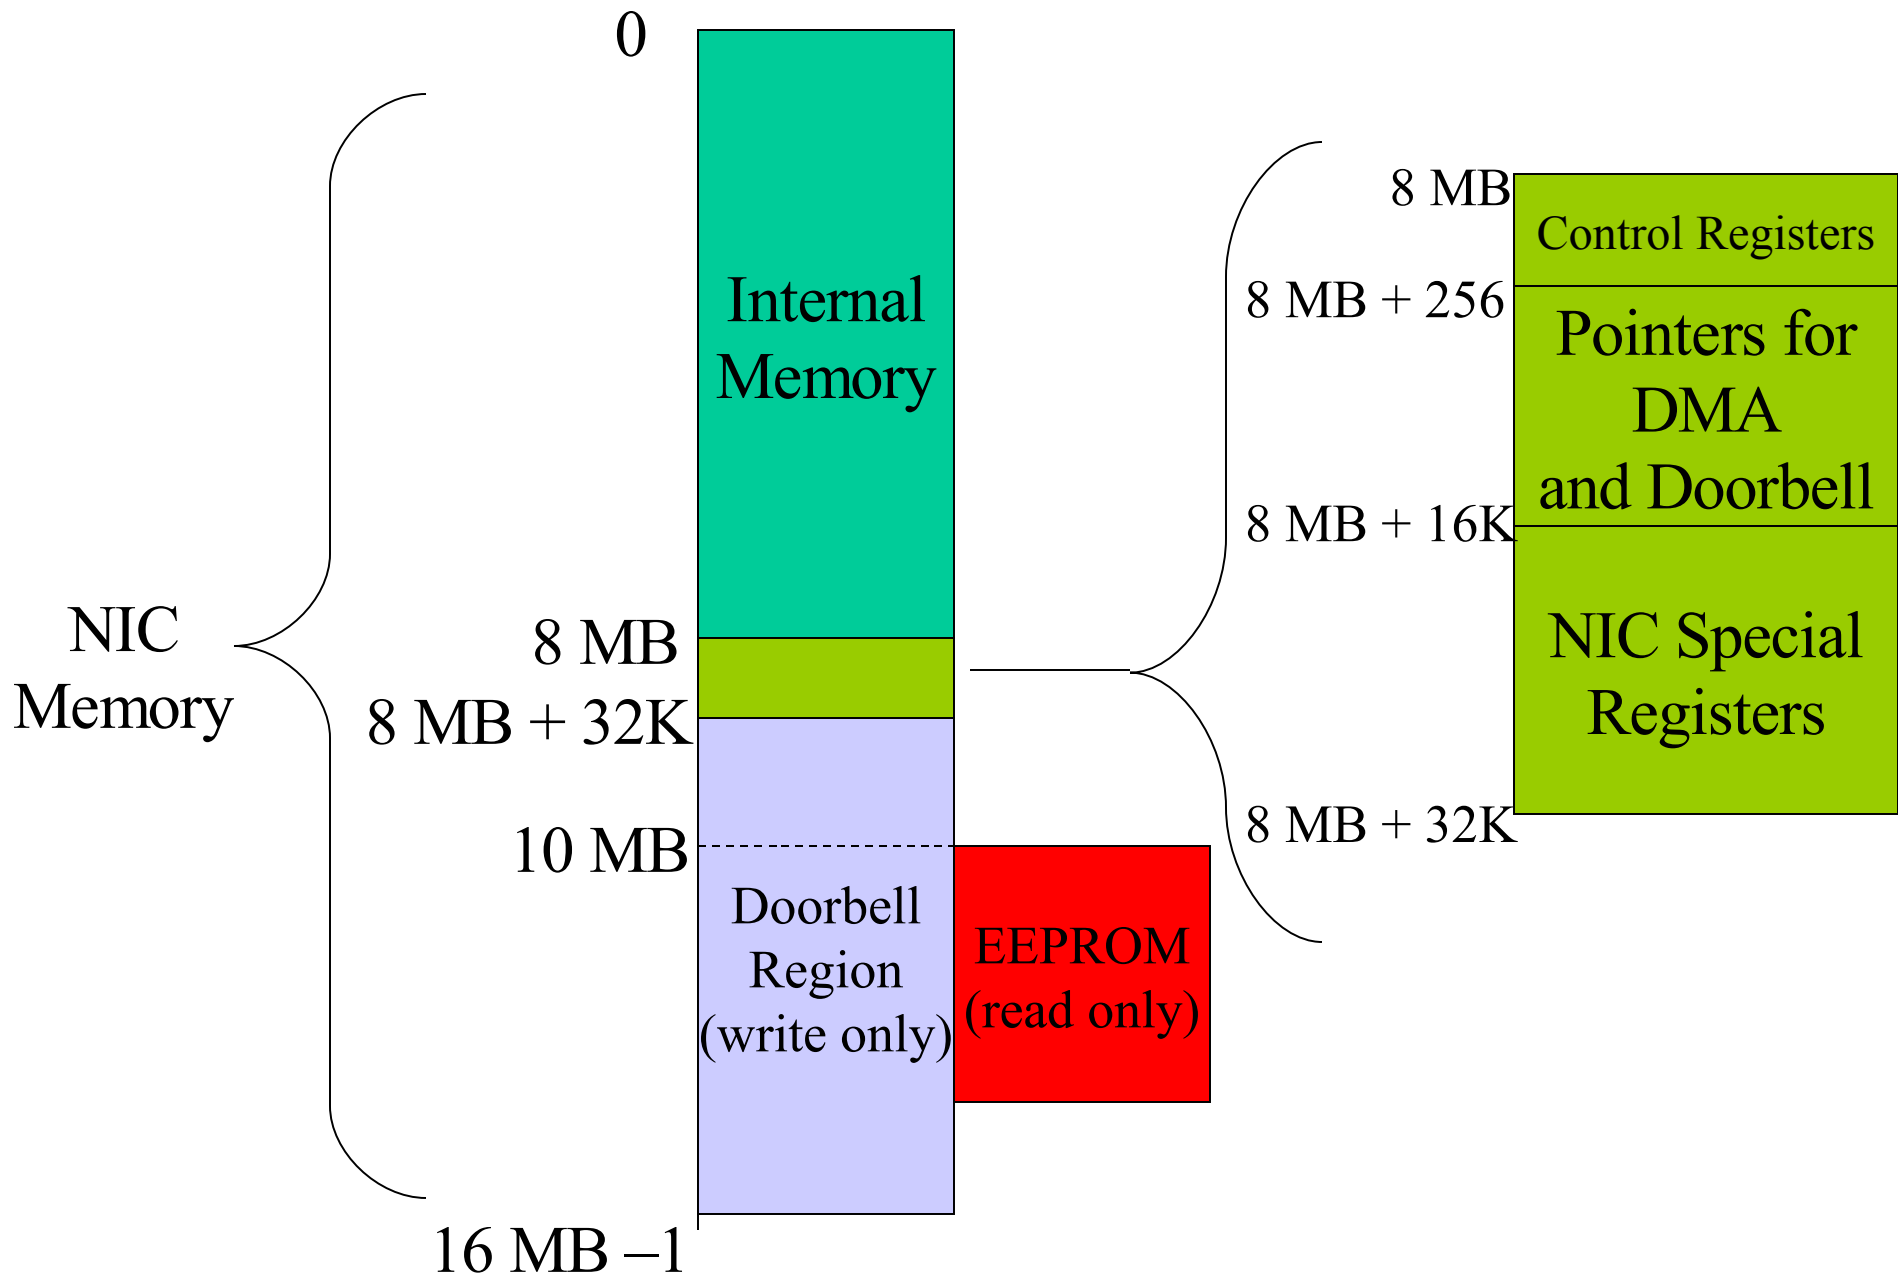 0
NIC
Memory
Internal
Memory
8 MB
8 MB + 32K
10 MB
Doorbell
Region
(write only)
EEPROM
(read only)
16 MB –1
8 MB
Control Registers
8 MB + 256
Pointers for
DMA
and Doorbell
8 MB + 16K
NIC Special
Registers
8 MB + 32K